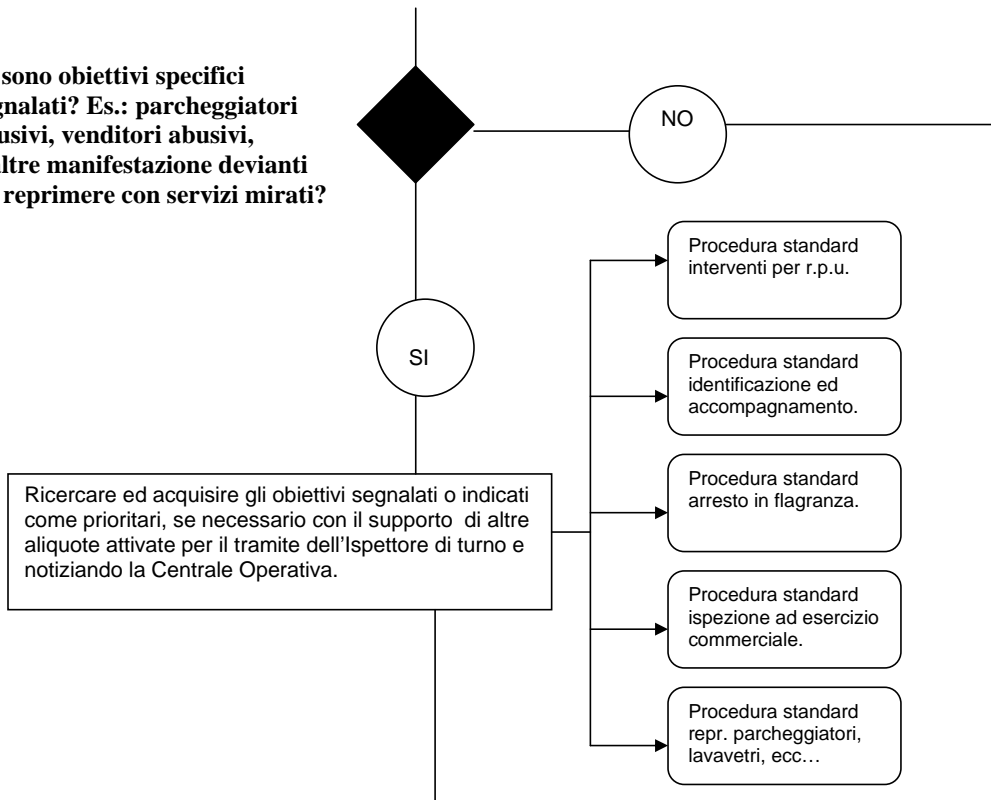 sono obiettivi specifici
gnalati? Es.: parcheggiatori
usivi, venditori abusivi,
altre manifestazione devianti
reprimere con servizi mirati?
NO
SI
Procedura standard
interventi per r.p.u.
Procedura standard
identificazione ed
accompagnamento.
Ricercare ed acquisire gli obiettivi segnalati o indicati
come prioritari, se necessario con il supporto di altre
aliquote attivate per il tramite dell'Ispettore di turno e
notiziando la Centrale Operativa.
Procedura standard
arresto in flagranza.
Procedura standard
ispezione ad esercizio
commerciale.
Procedura standard
repr. parcheggiatori,
lavavetri, ecc…